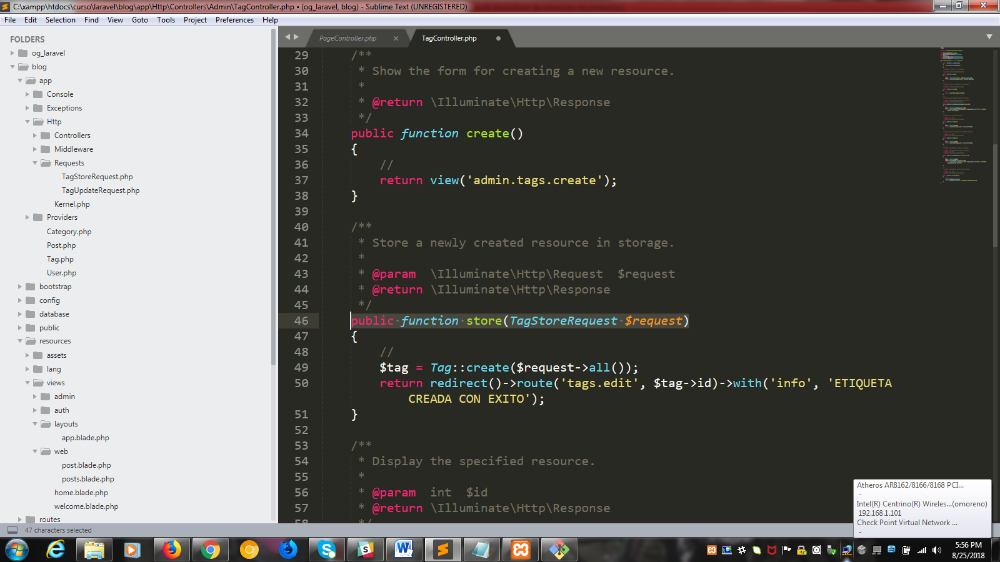 C:\xampp\htdocs\curso\laravel\blog\app\Http\Controllers\Admin\TagController.php • (og_laravel, blog) - Sublime Text (UNREGISTERED)
File Edit Selection Find View Goto Tools Project Preferences Help
FOLDERS
og_laravel
blog
app
Console
Exceptions
Http
Controllers
Middleware
Requests
TagStoreRequest.php
TagUpdateRequest.php
Kernel.php
Providers
Category.php
Post.php
Tag.php
User.php
bootstrap
config
database
public
resources
assets
lang
views
admin
auth
layouts
app.blade.php
web
post.blade.php
posts.blade.php
home.blade.php
welcome.blade.php
routes
PageController.php × TagController.php
29 /**
30 * Show the form for creating a new resource.
31 *
32 * @return \Illuminate\Http\Response
33 */
34 public function create()
35 {
36 //
37 return view('admin.tags.create');
38 }
39
40 /**
41 * Store a newly created resource in storage.
42 *
43 * @param \Illuminate\Http\Request $request
44 * @return \Illuminate\Http\Response
45 */
46 public function store(TagStoreRequest $request)
47 {
48 //
49 $tag = Tag::create($request->all());
50 return redirect()->route('tags.edit', $tag->id)->with('info', 'ETIQUETA
CREADA CON EXITO');
51 }
52
53 /**
54 * Display the specified resource.
55 *
56 * @param int $id
57 * @return \Illuminate\Http\Response
58 */
Atheros AR8162/8166/8168 PCI...
-
Intel(R) Centrino(R) Wireles...(omoreno)
192.168.1.101
Check Point Virtual Network ...
-
47 characters selected
5:56 PM
8/25/2018